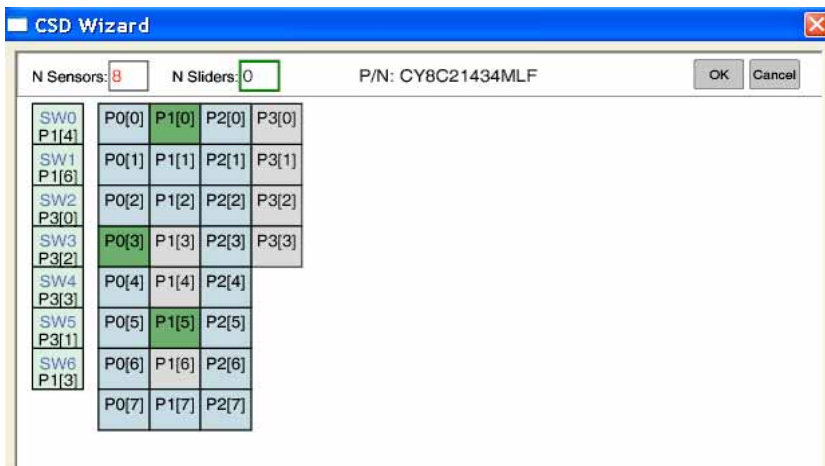 CSD Wizard
N Sensors: 8 N Sliders: 0 P/N: CY8C21434MLF OK Cancel
SW0 P0[0] P1[0] P2[0] P3[0]
P1[4]
SW1 P0[1] P1[1] P2[1] P3[1]
P1[6]
SW2 P0[2] P1[2] P2[2] P3[2]
P3[0]
SW3 P0[3] P1[3] P2[3] P3[3]
P3[2]
SW4 P0[4] P1[4] P2[4]
P3[3]
SW5 P0[5] P1[5] P2[5]
P3[1]
SW6 P0[6] P1[6] P2[6]
P1[3]
P0[7] P1[7] P2[7]